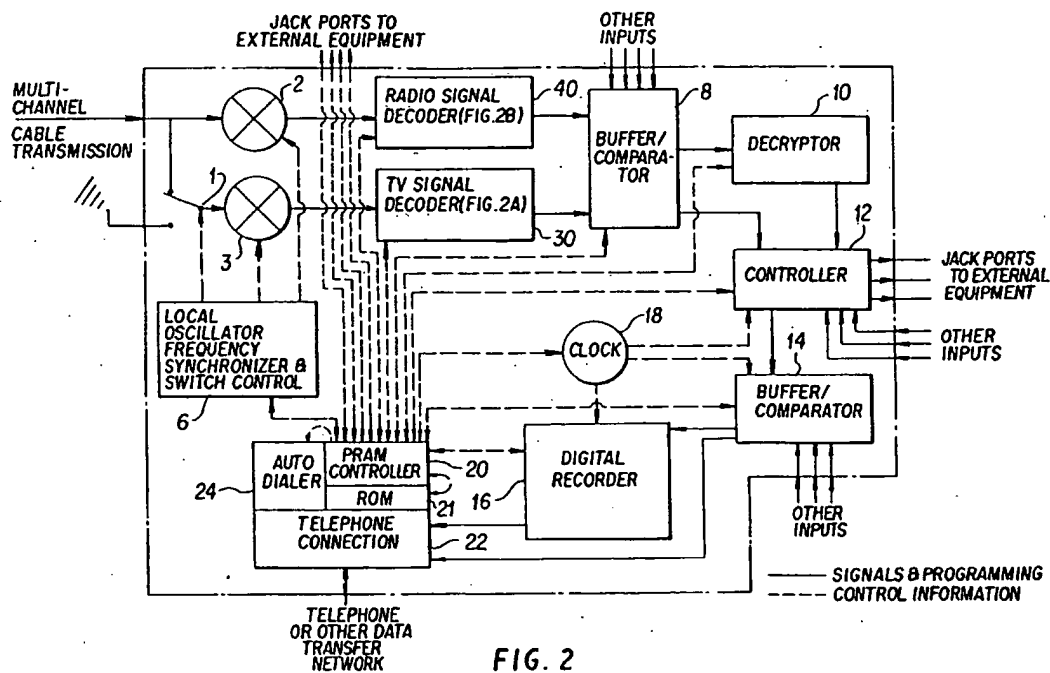 JACK PORTS TO
EXTERNAL EQUIPMENT
OTHER
INPUTS
MULTI-
CHANNEL
CABLE
TRANSMISSION
2
RADIO SIGNAL
DECODER(FIG.2B)
40
BUFFER/
COMPARA-
TOR
8
10
DECRYPTOR
1
3
TV SIGNAL
DECODER(FIG.2A)
30
12
CONTROLLER
JACK PORTS
TO EXTERNAL
EQUIPMENT
OTHER
INPUTS
LOCAL
OSCILLATOR
FREQUENCY
SYNCHRONIZER &
SWITCH CONTROL
6
18
CLOCK
14
BUFFER/
COMPARATOR
AUTO
DIALER
24
PRAM
CONTROLLER
20
ROM
21
TELEPHONE
CONNECTION
22
DIGITAL
RECORDER
16
OTHER
INPUTS
SIGNALS & PROGRAMMING
CONTROL INFORMATION
TELEPHONE
OR OTHER DATA
TRANSFER
NETWORK
FIG. 2